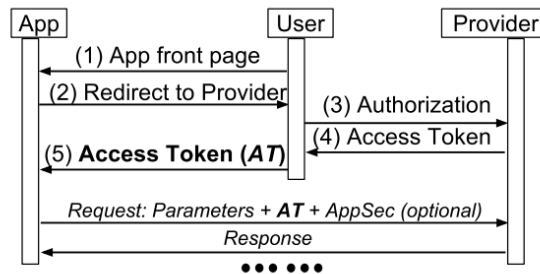 App User Provider
(1) App front page
(2) Redirect to Provider
(3) Authorization
(4) Access Token
(5) Access Token (AT)
Request: Parameters + AT + AppSec (optional)
Response